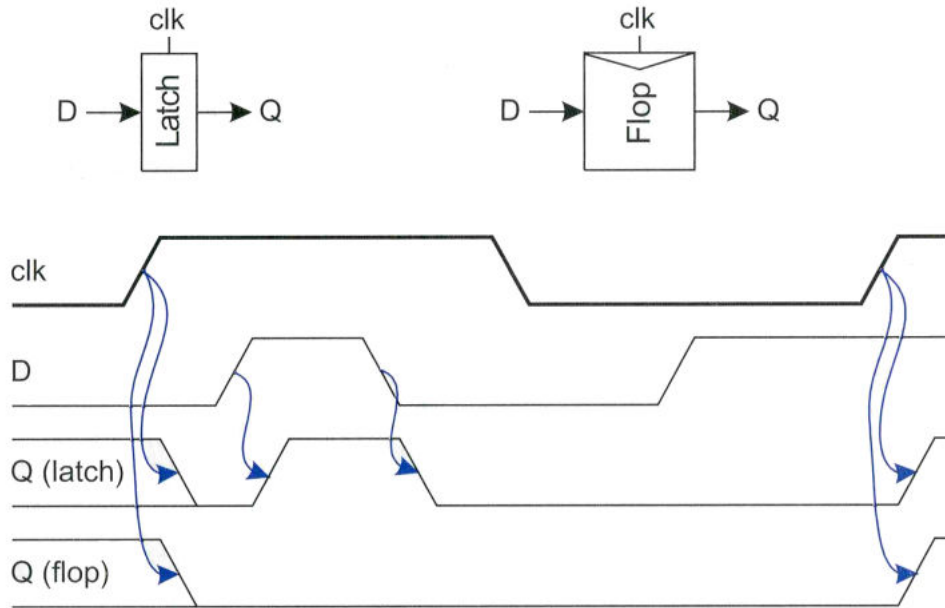 clk
clk
D
Latch
Q
D
Flop
Q
clk
D
Q (latch)
Q (flop)